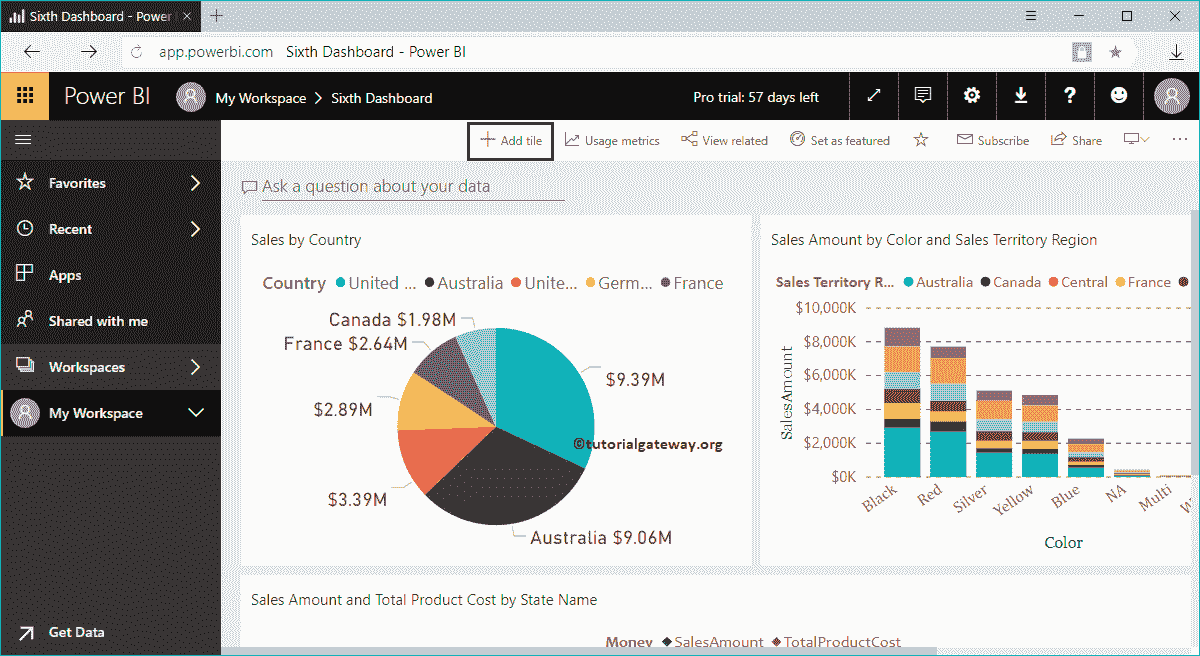 Sixth Dashboard - Power
app.powerbi.com Sixth Dashboard - Power BI
Power BI My Workspace > Sixth Dashboard Pro trial: 57 days left ?
Add tile Usage metrics View related Set as featured Subscribe Share ...
Favorites
Recent
Apps
Shared with me
Workspaces
My Workspace
Get Data
Ask a question about your data
Sales by Country
Country United ... Australia Unite... Germ... France
Canada $1.98M
France $2.64M
$9.39M
$2.89M
©tutorialgateway.org
$3.39M
Australia $9.06M
Sales Amount by Color and Sales Territory Region
Sales Territory R... Australia Canada Central France
$10,000K
$8,000K
$6,000K
$4,000K
$2,000K
$0K
SalesAmount
Black Red Silver Yellow Blue NA Multi
Color
Sales Amount and Total Product Cost by State Name
Money SalesAmount TotalProductCost